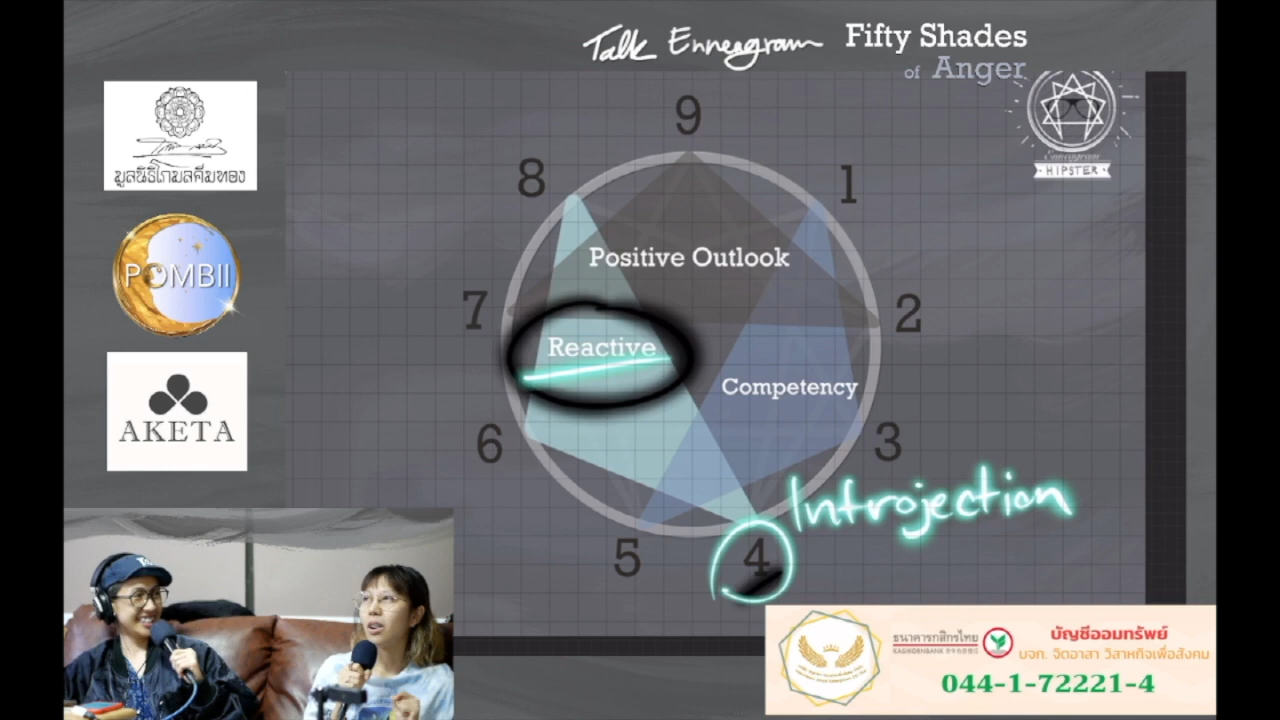 Talk Enneagram
Fifty Shades
of Anger
มูลนิธิโกมลคีมทอง
POMBII
AKETA
Enneagram
HIPSTER
9
8
1
Positive Outlook
7
2
Reactive
Competency
6
3
Introjection
5
4
ธนาคารกสิกรไทย
KASIKORNBANK
บัญชีออมทรัพย์
บจก. จิตอาสา วิสาหกิจเพื่อสังคม
044-1-72221-4